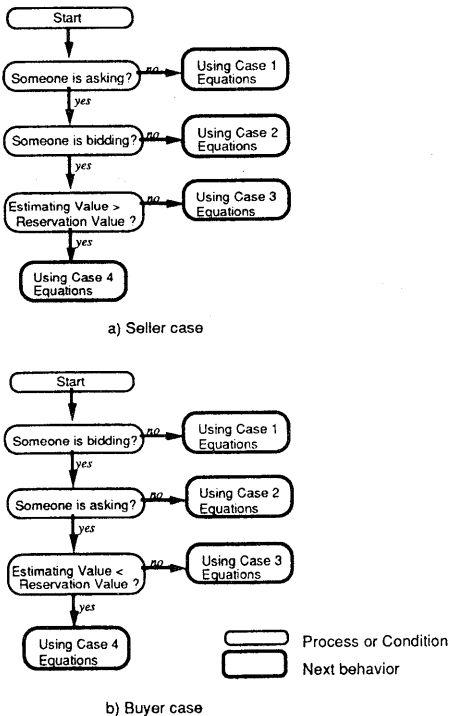 Start
Someone is asking?
no
Using Case 1
Equations
yes
Someone is bidding?
no
Using Case 2
Equations
yes
Estimating Value >
Reservation Value ?
no
Using Case 3
Equations
yes
Using Case 4
Equations
a) Seller case
Start
Someone is bidding?
no
Using Case 1
Equations
yes
Someone is asking?
no
Using Case 2
Equations
yes
Estimating Value <
Reservation Value ?
no
Using Case 3
Equations
yes
Using Case 4
Equations
Process or Condition
Next behavior
b) Buyer case